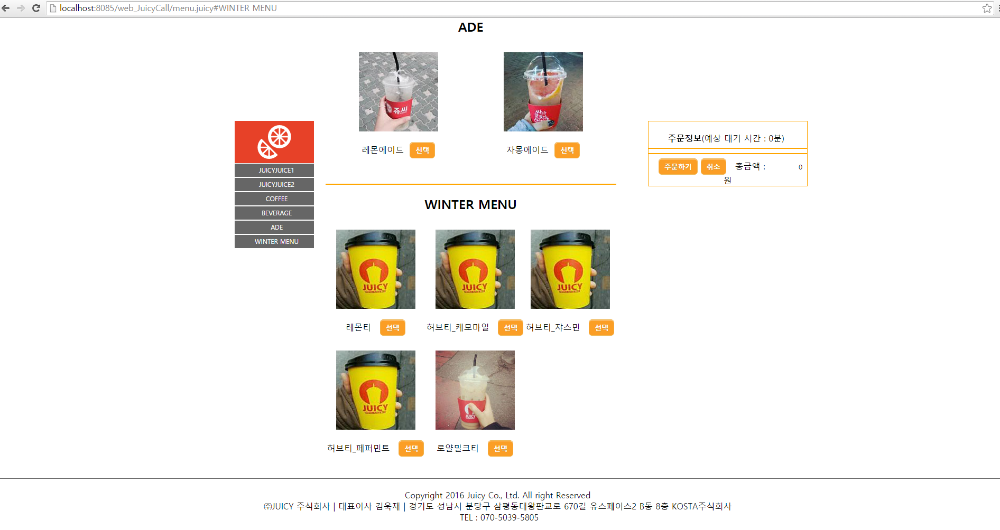 localhost:8085/web_JuicyCall/menu.juicy#WINTER MENU
ADE
쥬씨
싸다
레몬에이드 선택
자몽에이드 선택
JUICYJUICE1
JUICYJUICE2
COFFEE
BEVERAGE
ADE
WINTER MENU
주문정보(예상 대기 시간 : 0분)
주문하기 취소 총금액 : 0
원
WINTER MENU
JUICY
JUICY
JUICY
레몬티 선택
허브티_케모마일 선택
허브티_쟈스민 선택
JUICY
JUICY
허브티_페퍼민트 선택
로얄밀크티 선택
Copyright 2016 Juicy Co., Ltd. All right Reserved
㈜JUICY 주식회사 | 대표이사 김욱재 | 경기도 성남시 분당구 삼평동대왕판교로 670길 유스페이스2 B동 8층 KOSTA주식회사
TEL : 070-5039-5805